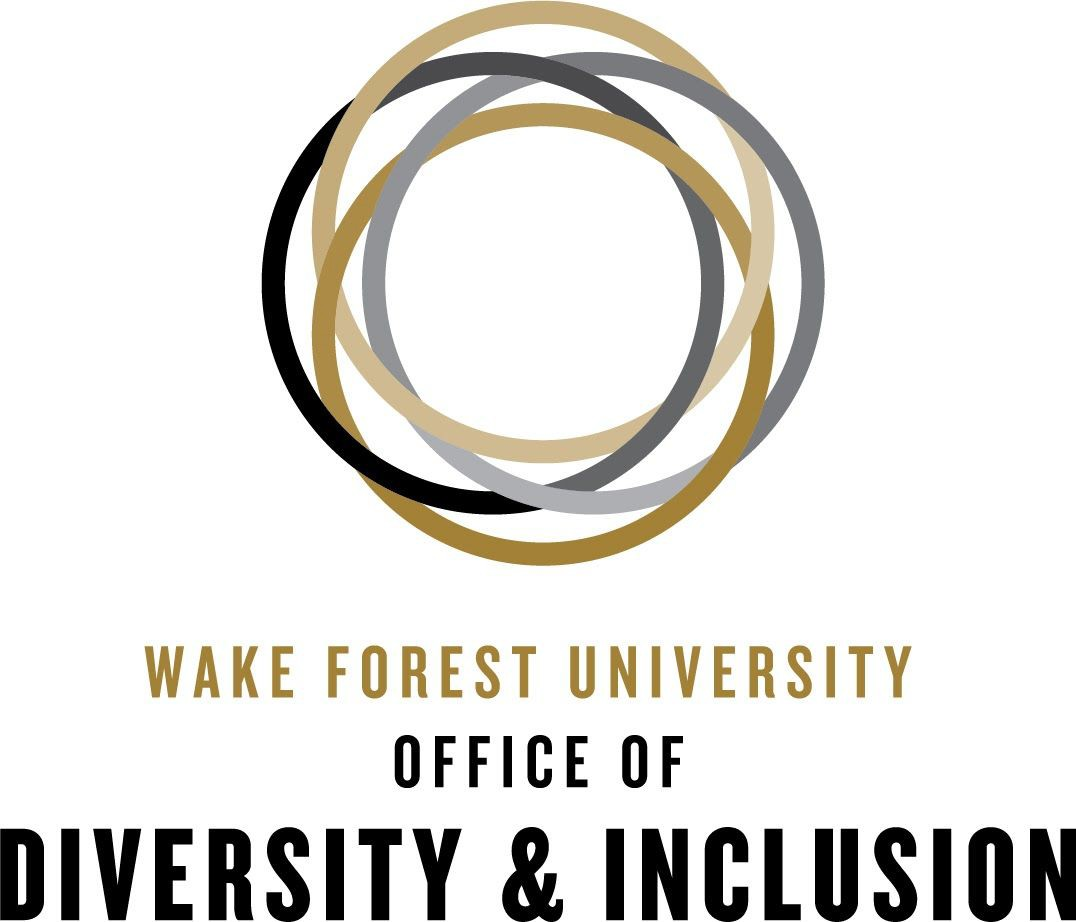 WAKE FOREST UNIVERSITY
OFFICE OF
DIVERSITY & INCLUSION